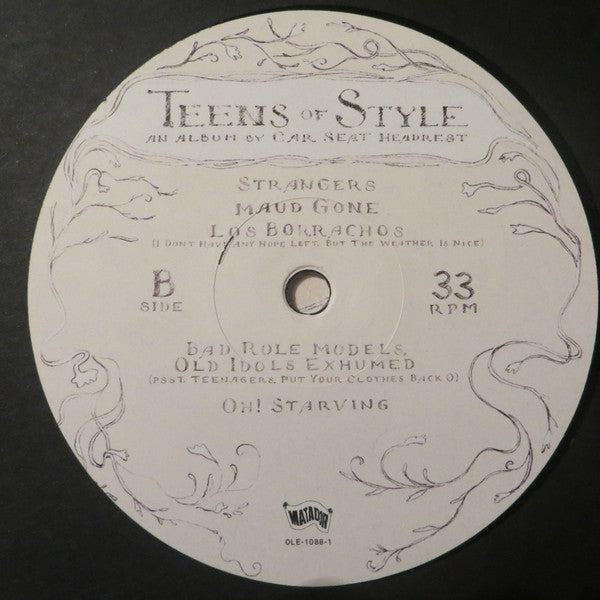 TEENS OF STYLE
AN ALBUM BY CAR SEAT HEADREST
STRANGERS
MAUD GONE
LOS BORRACHOS
(I DONT HAVE ANY HOPE LEFT, BUT THE WEATHER IS NICE)
B
SIDE
33
RPM
BAD ROLE MODELS,
OLD IDOLS EXHUMED
(PSST, TEENAGERS, PUT YOUR CLOTHES BACK O)
OH! STARVING
MATADOR
OLE-1088-1